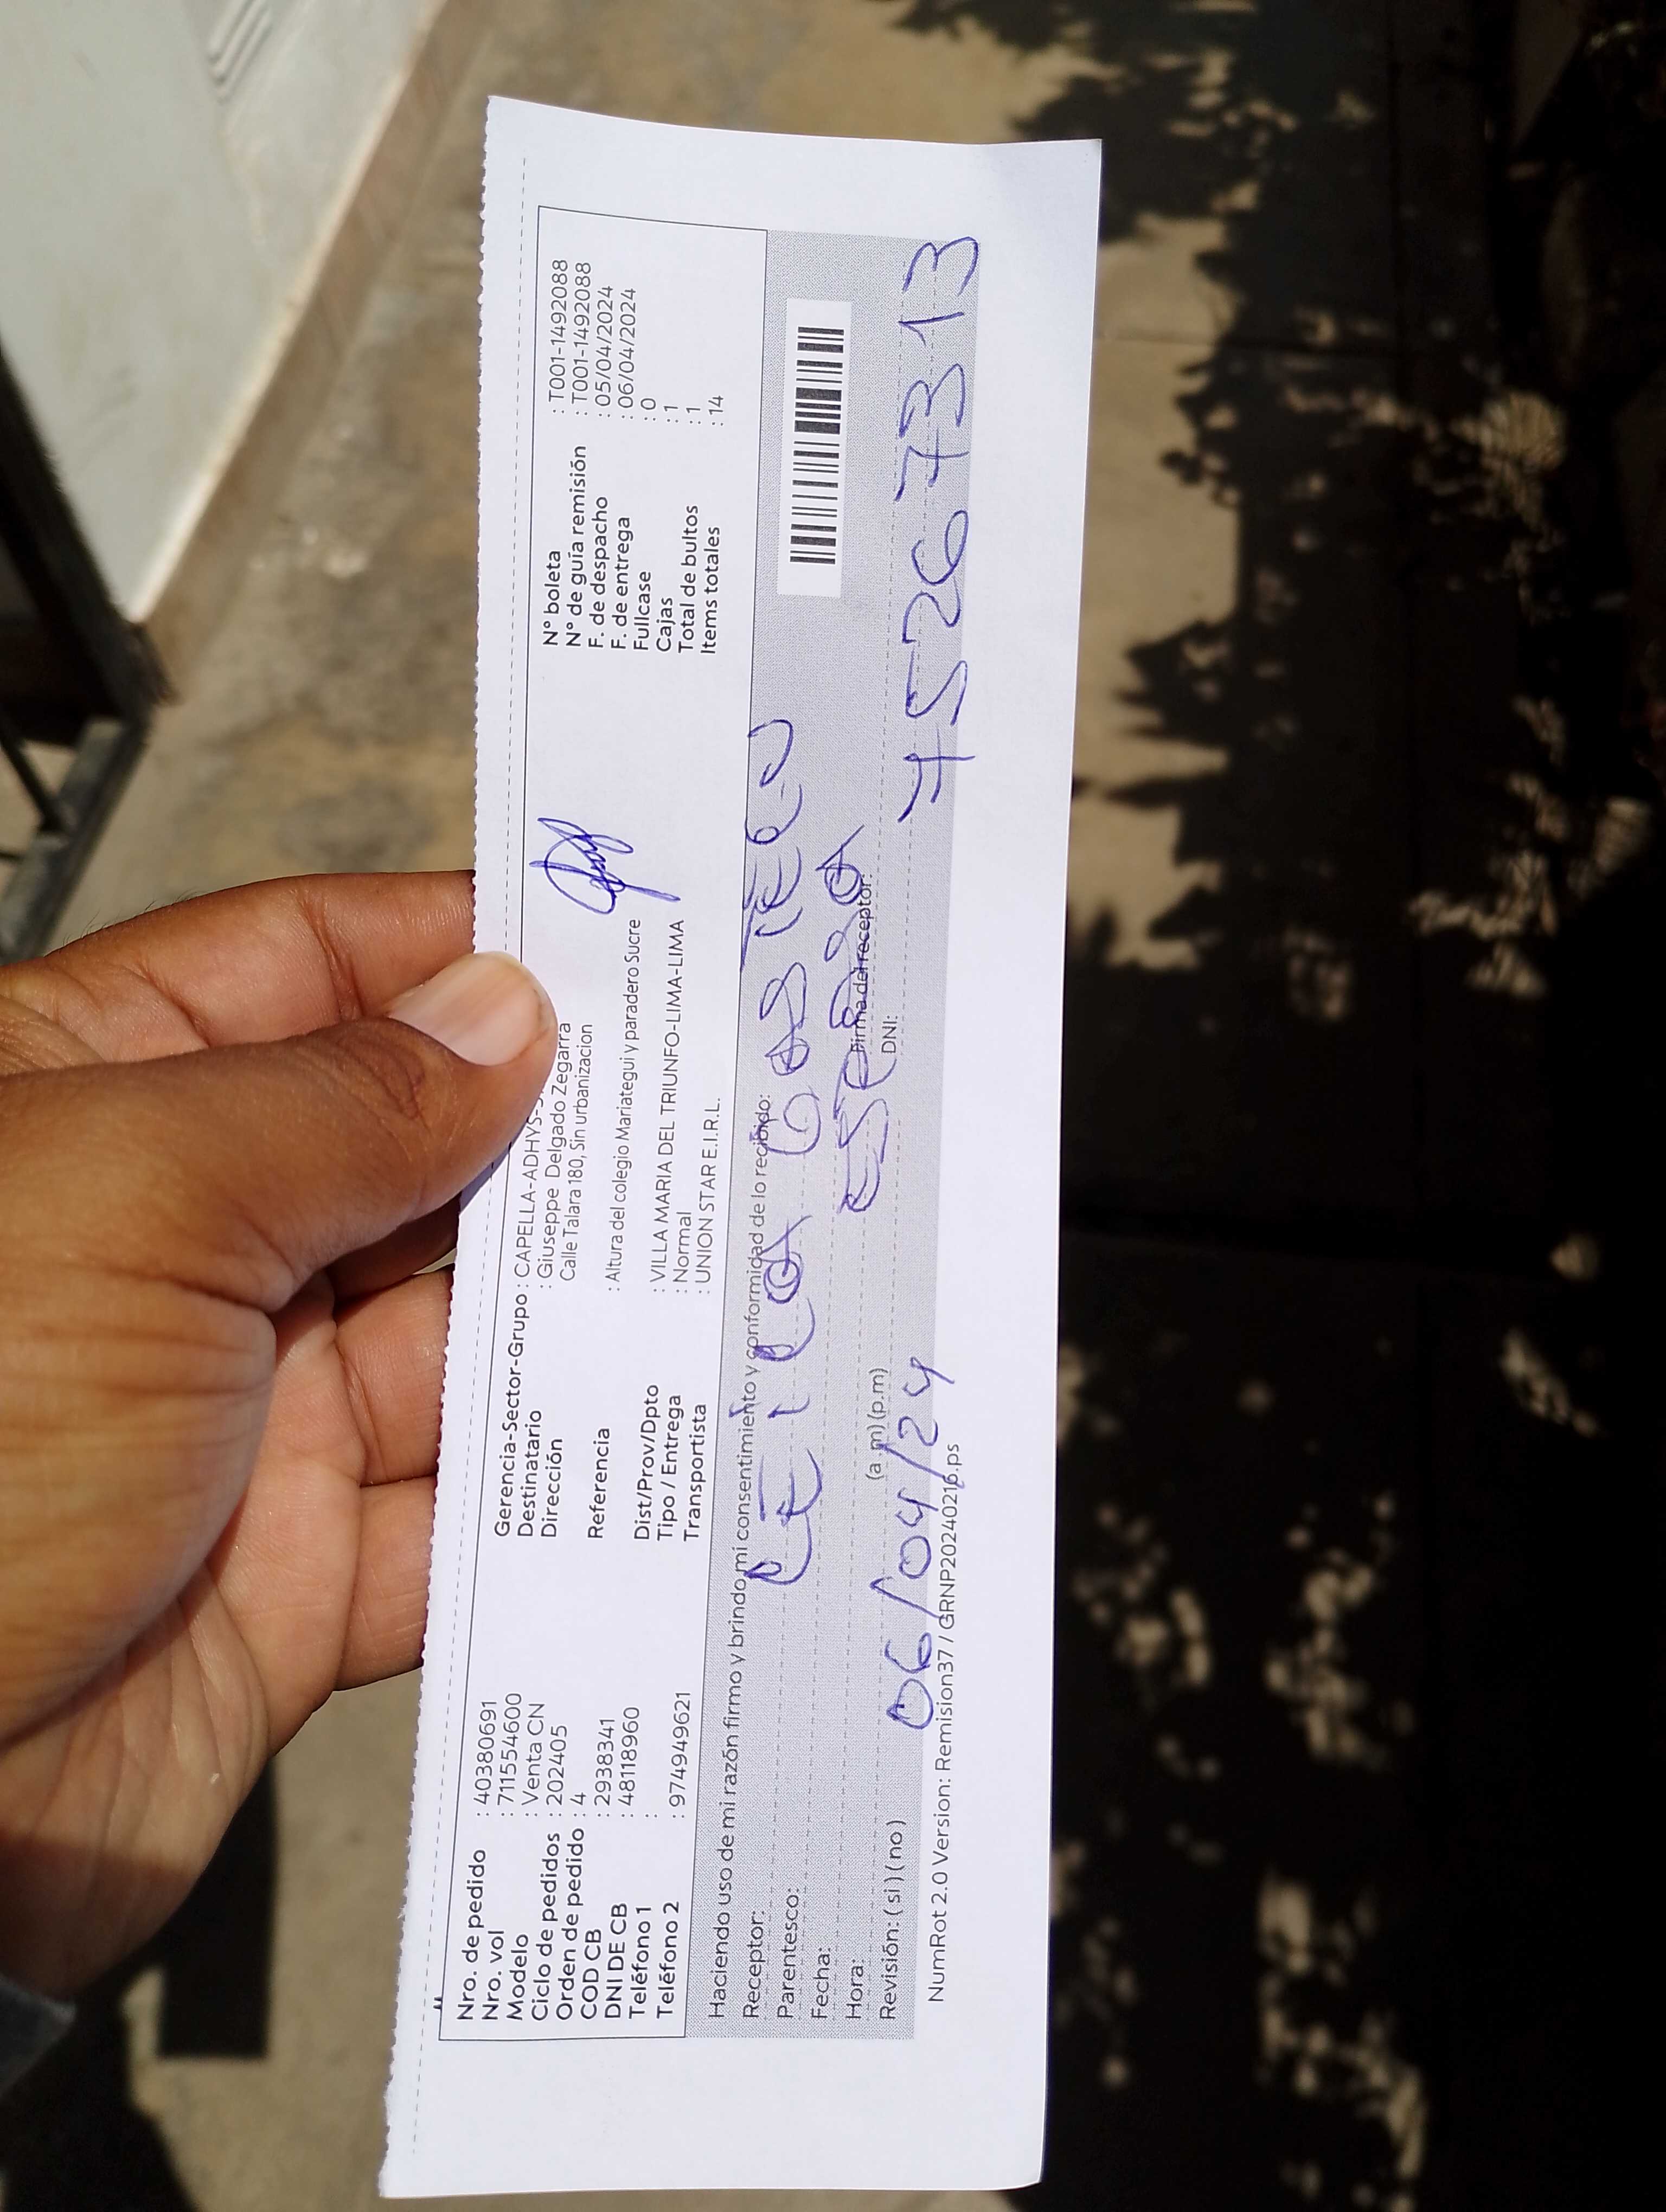 Nro. de pedido : 40380691
Nro. vol : 711554600
Modelo : Venta CN
Ciclo de pedidos : 202405
Orden de pedido : 4
COD CB : 2938341
DNI DE CB : 48118960
Teléfono 1 :
Teléfono 2 : 974949621
Gerencia-Sector-Grupo : CAPELLA-ADHYS-
Destinatario : Giuseppe Delgado Zegarra
Dirección Calle Talara 180, Sin urbanizacion
Referencia : Altura del colegio Mariategui y paradero Sucre
Dist/Prov/Dpto : VILLA MARIA DEL TRIUNFO-LIMA-LIMA
Tipo / Entrega : Normal
Transportista : UNION STAR E.I.R.L.
N° boleta : T001-1492088
N° de guía remisión : T001-1492088
F. de despacho : 05/04/2024
F. de entrega : 06/04/2024
Fullcase : 0
Cajas : 1
Total de bultos : 1
Items totales : 14
Haciendo uso de mi razón firmo y brindo mi consentimiento y conformidad de lo recibido:
Receptor:
Parentesco:
Fecha:
Firma del receptor:
Hora: (a m) (p.m) DNI: 75267313
Revisión: ( si ) ( no ) 06/04/24
NumRot 2.0 Version: Remision37 / GRNP20240216.ps